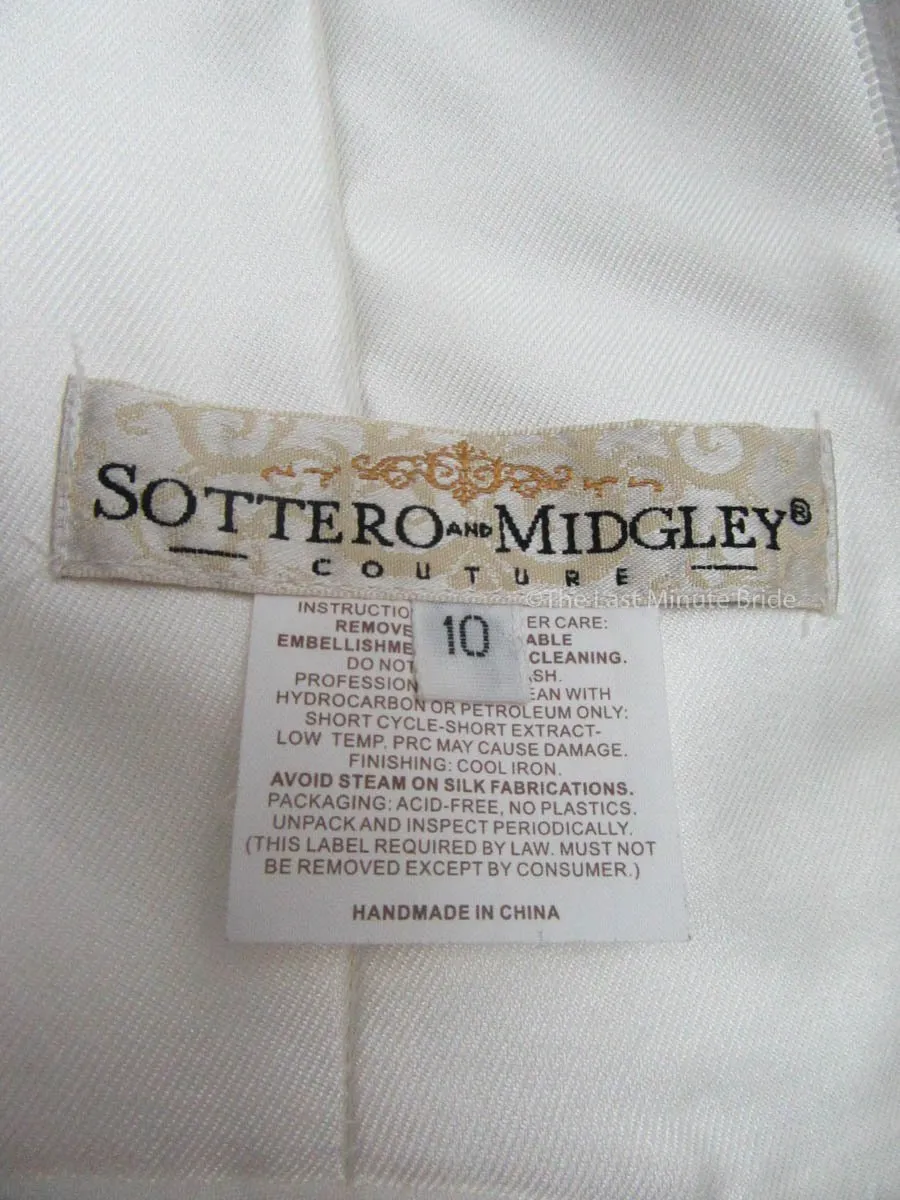 SOTTERO AND MIDGLEY®
COUTURE
©The Last Minute Bride
10
INSTRUCTIO ER CARE:
REMOVE ABLE
EMBELLISHME CLEANING.
DO NOT ASH.
PROFESSION EAN WITH
HYDROCARBON OR PETROLEUM ONLY:
SHORT CYCLE-SHORT EXTRACT-
LOW TEMP. PRC MAY CAUSE DAMAGE.
FINISHING: COOL IRON.
AVOID STEAM ON SILK FABRICATIONS.
PACKAGING: ACID-FREE, NO PLASTICS.
UNPACK AND INSPECT PERIODICALLY.
(THIS LABEL REQUIRED BY LAW. MUST NOT
BE REMOVED EXCEPT BY CONSUMER.)
HANDMADE IN CHINA